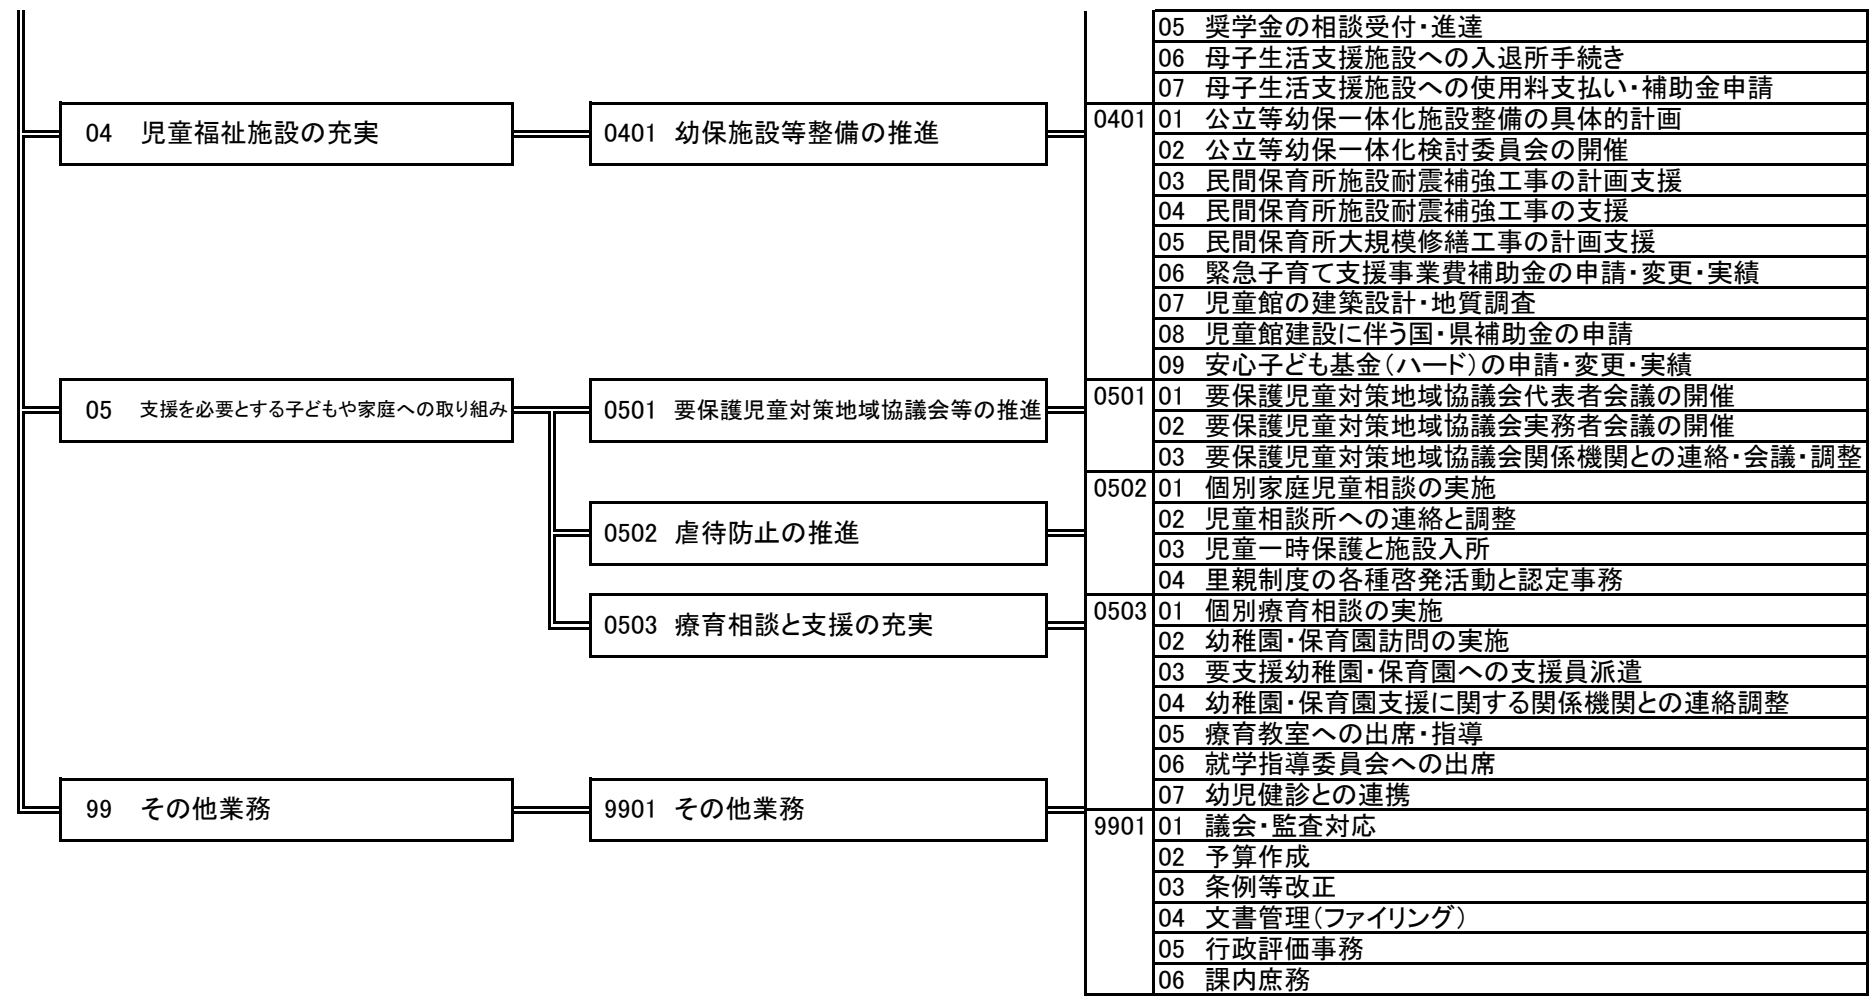 05 奨学金の相談受付・進達
06 母子生活支援施設への入退所手続き
07 母子生活支援施設への使用料支払い・補助金申請
04 児童福祉施設の充実
0401 幼保施設等整備の推進
0401 01 公立等幼保一体化施設整備の具体的計画
02 公立等幼保一体化検討委員会の開催
03 民間保育所施設耐震補強工事の計画支援
04 民間保育所施設耐震補強工事の支援
05 民間保育所大規模修繕工事の計画支援
06 緊急子育て支援事業費補助金の申請・変更・実績
07 児童館の建築設計・地質調査
08 児童館建設に伴う国・県補助金の申請
09 安心子ども基金（ハード）の申請・変更・実績
05 支援を必要とする子どもや家庭への取り組み
0501 要保護児童対策地域協議会等の推進
0501 01 要保護児童対策地域協議会代表者会議の開催
02 要保護児童対策地域協議会実務者会議の開催
03 要保護児童対策地域協議会関係機関との連絡・会議・調整
0502 虐待防止の推進
0502 01 個別家庭児童相談の実施
02 児童相談所への連絡と調整
03 児童一時保護と施設入所
04 里親制度の各種啓発活動と認定事務
0503 療育相談と支援の充実
0503 01 個別療育相談の実施
02 幼稚園・保育園訪問の実施
03 要支援幼稚園・保育園への支援員派遣
04 幼稚園・保育園支援に関する関係機関との連絡調整
05 療育教室への出席・指導
06 就学指導委員会への出席
07 幼児健診との連携
99 その他業務
9901 その他業務
9901 01 議会・監査対応
02 予算作成
03 条例等改正
04 文書管理（ファイリング）
05 行政評価事務
06 課内庶務